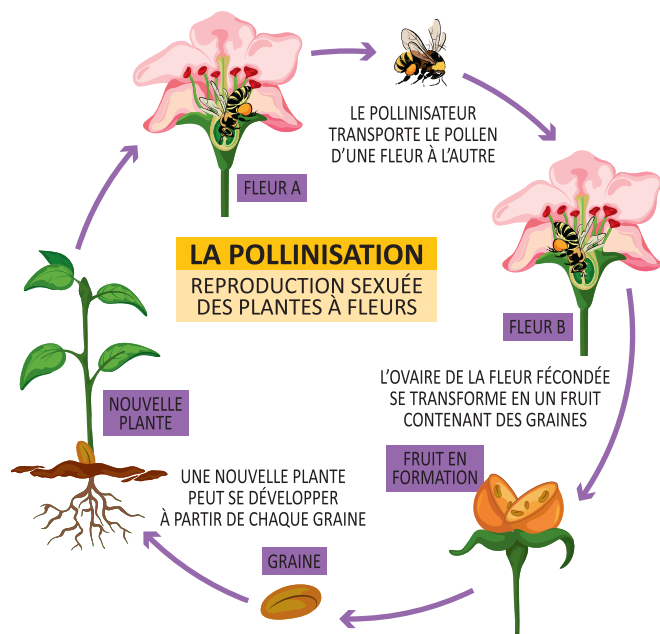 LE POLLINISATEUR
TRANSPORTE LE POLLEN
D'UNE FLEUR À L'AUTRE
FLEUR A
LA POLLINISATION
REPRODUCTION SEXUÉE
DES PLANTES À FLEURS
FLEUR B
L'OVAIRE DE LA FLEUR FÉCONDÉE
SE TRANSFORME EN UN FRUIT
CONTENANT DES GRAINES
FRUIT EN
FORMATION
GRAINE
UNE NOUVELLE PLANTE
PEUT SE DÉVELOPPER
À PARTIR DE CHAQUE GRAINE
NOUVELLE
PLANTE